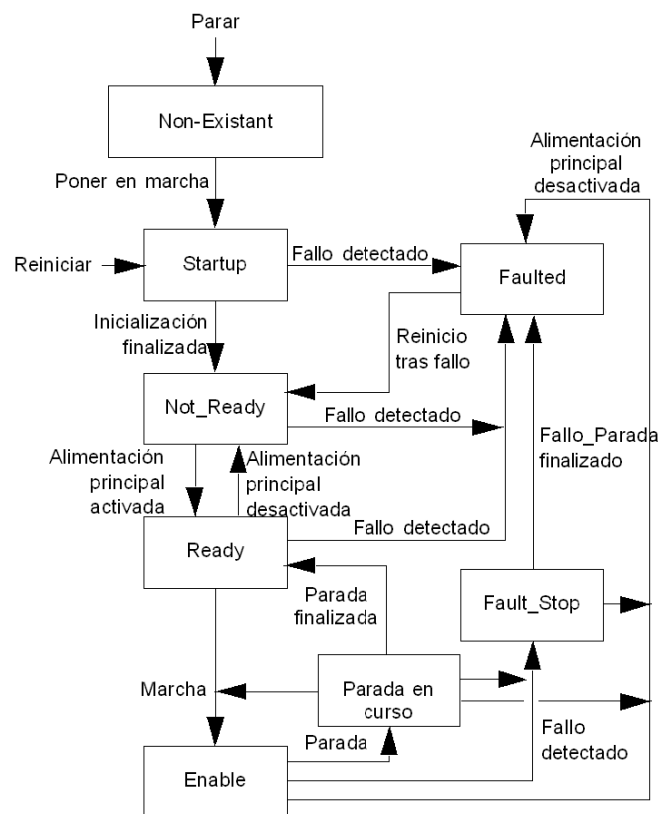 Parar
Non-Existant
Alimentación
principal
desactivada
Poner en marcha
Reiniciar
Startup
Fallo detectado
Faulted
Inicialización
finalizada
Reinicio
tras fallo
Not_Ready
Fallo detectado
Fallo_Parada
finalizado
Alimentación
principal
activada
Alimentación
principal
desactivada
Fallo detectado
Ready
Parada
finalizada
Fault_Stop
Marcha
Parada en
curso
Parada
Fallo
detectado
Enable